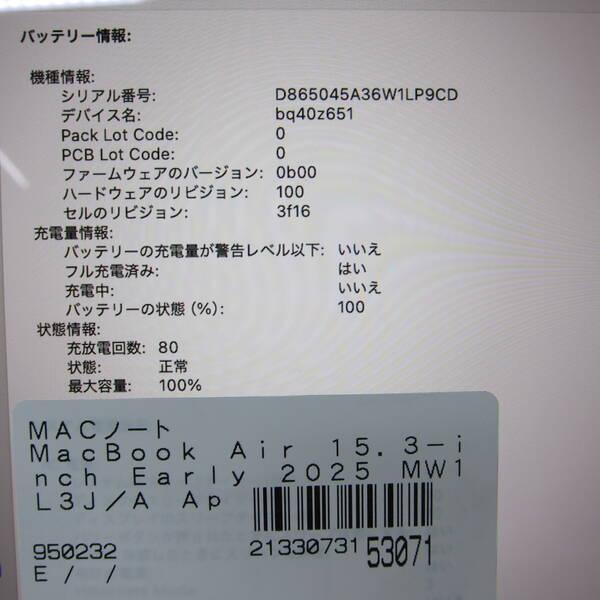 バッテリー情報:
機種情報:
シリアル番号: D865045A36W1LP9CD
デバイス名: bq40z651
Pack Lot Code: 0
PCB Lot Code: 0
ファームウェアのバージョン: 0b00
ハードウェアのリビジョン: 100
セルのリビジョン: 3f16
充電量情報:
バッテリーの充電量が警告レベル以下: いいえ
フル充電済み: はい
充電中: いいえ
バッテリーの状態 (%): 100
状態情報:
充放電回数: 80
状態: 正常
最大容量: 100%
MACノート
MacBook Air 15.3-i
nch Early 2025 MW1
L3J/A Ap
950232 21330731 53071
E / /